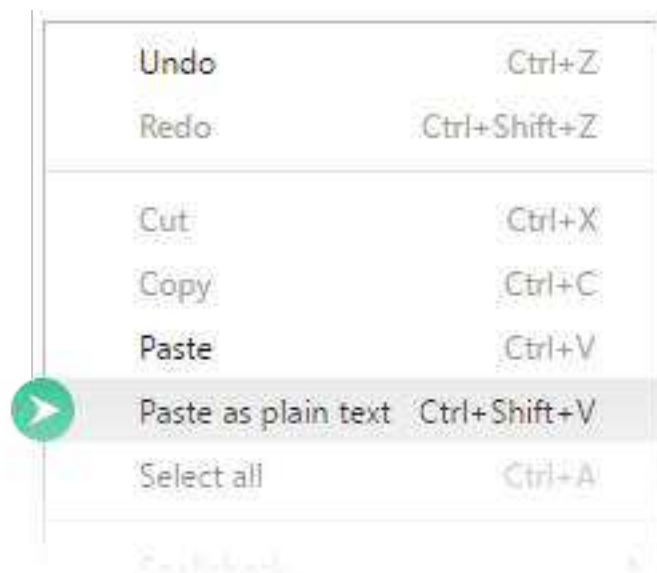 Undo Ctrl+Z
Redo Ctrl+Shift+Z
Cut Ctrl+X
Copy Ctrl+C
Paste Ctrl+V
Paste as plain text Ctrl+Shift+V
Select all Ctrl+A